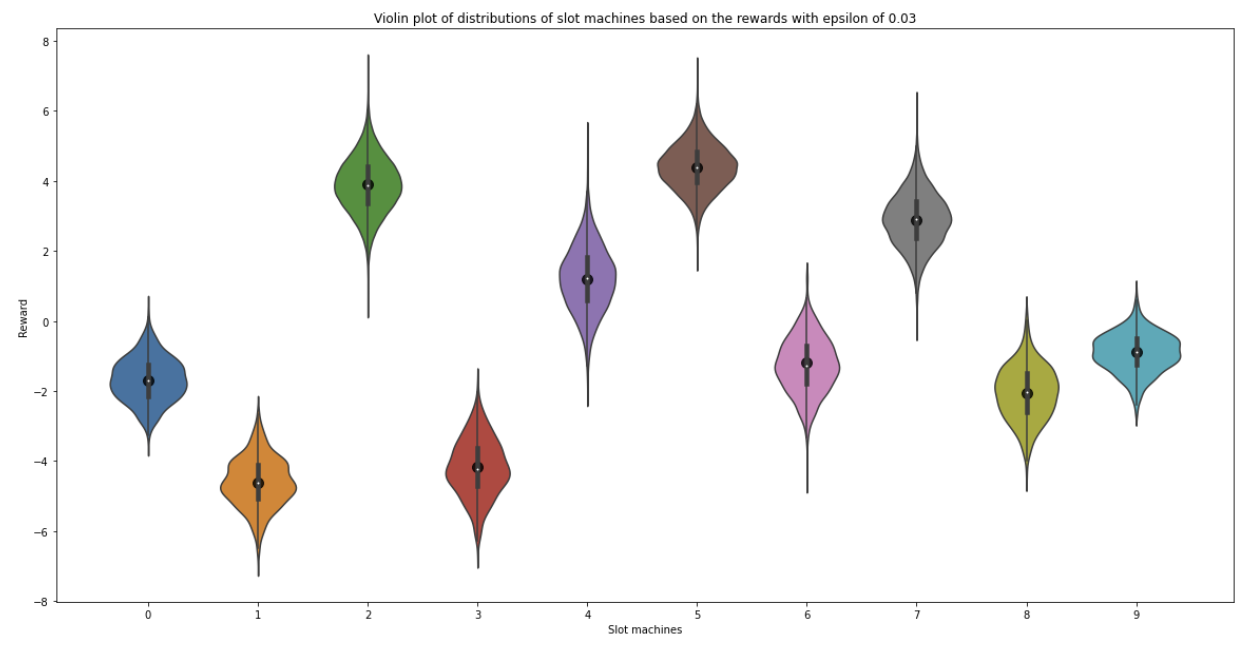 Violin plot of distributions of slot machines based on the rewards with epsilon of 0.03
8
6
4
2
0
−2
−4
−6
−8
Reward
0 1 2 3 4 5 6 7 8 9
Slot machines